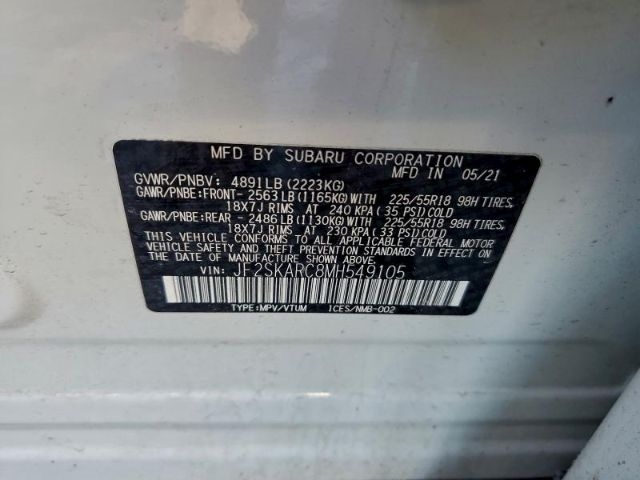 MFD BY SUBARU CORPORATION
MFD IN 05/21
GVWR/PNBV: 4891LB(2223KG)
GAWR/PNBE:FRONT-2563LB(1165KG)WITH 225/55R18 98H TIRES,
18X7J RIMS AT 240 KPA(35 PSI)COLD
GAWR/PNBE:REAR -2486LB(1130KG)WITH 225/55R18 98H TIRES,
18X7J RIMS AT 230 KPA(33 PSI)COLD
THIS VEHICLE CONFORMS TO ALL APPLICABLE FEDERAL MOTOR
VEHICLE SAFETY AND THEFT PREVENTION STANDARDS IN EFFECT ON
THE DATE OF MANUFACTURE SHOWN ABOVE.
VIN: JF2SKARC8MH549105
TYPE:MPV/VTUM ICES/NMB-002